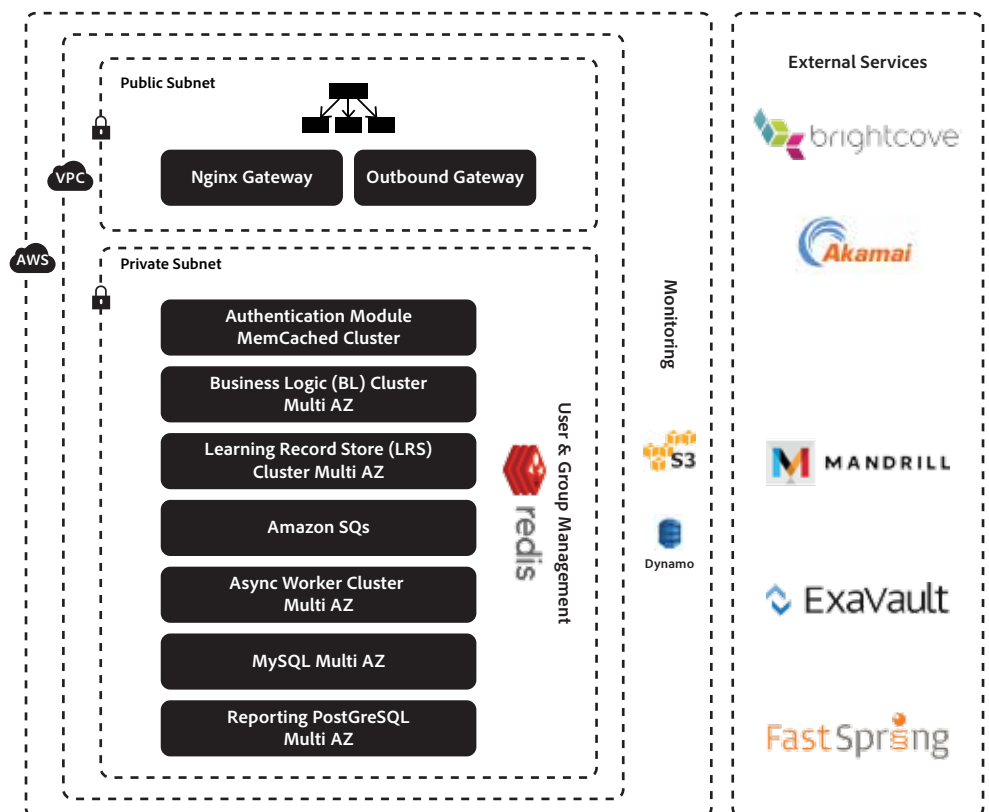 Public Subnet
Nginx Gateway
Outbound Gateway
VPC
AWS
Private Subnet
Authentication Module
MemCached Cluster
Business Logic (BL) Cluster
Multi AZ
Learning Record Store (LRS)
Cluster Multi AZ
Amazon SQs
Async Worker Cluster
Multi AZ
MySQL Multi AZ
Reporting PostGreSQL
Multi AZ
redis
User & Group Management
Monitoring
S3
Dynamo
External Services
brightcove
Akamai
MANDRILL
ExaVault
FastSpring